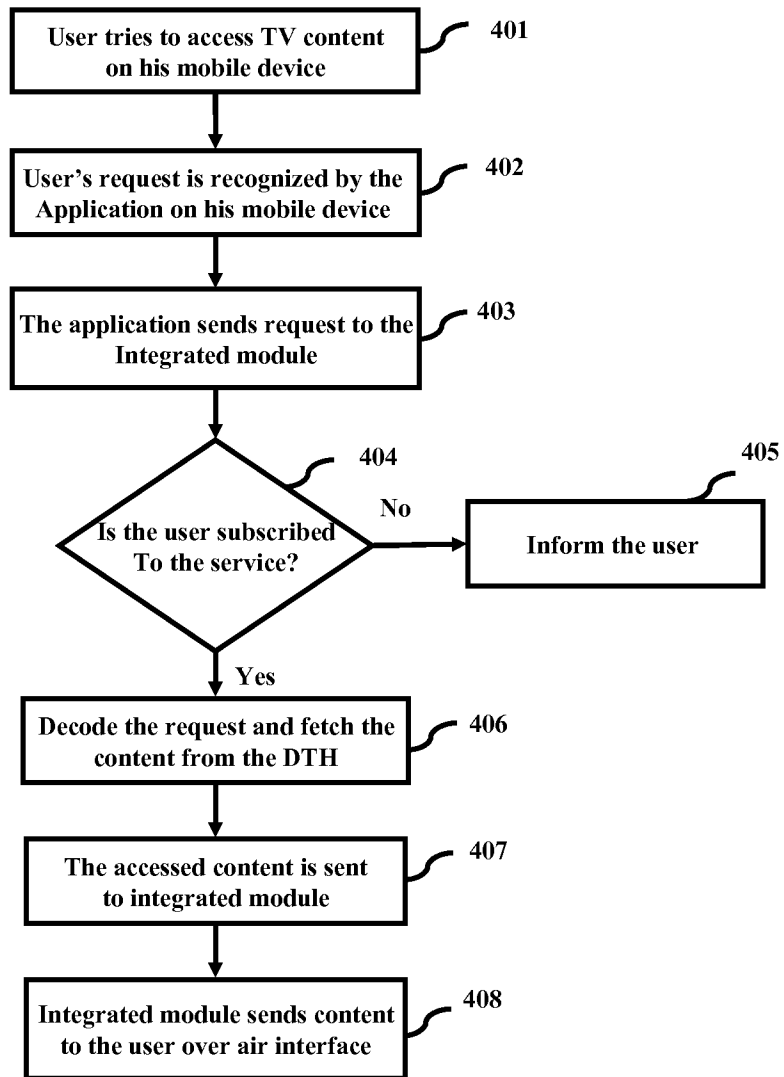 User tries to access TV content
on his mobile device
401
User's request is recognized by the
Application on his mobile device
402
The application sends request to the
Integrated module
403
404
Is the user subscribed
To the service?
No
405
Inform the user
Yes
Decode the request and fetch the
content from the DTH
406
The accessed content is sent
to integrated module
407
Integrated module sends content
to the user over air interface
408